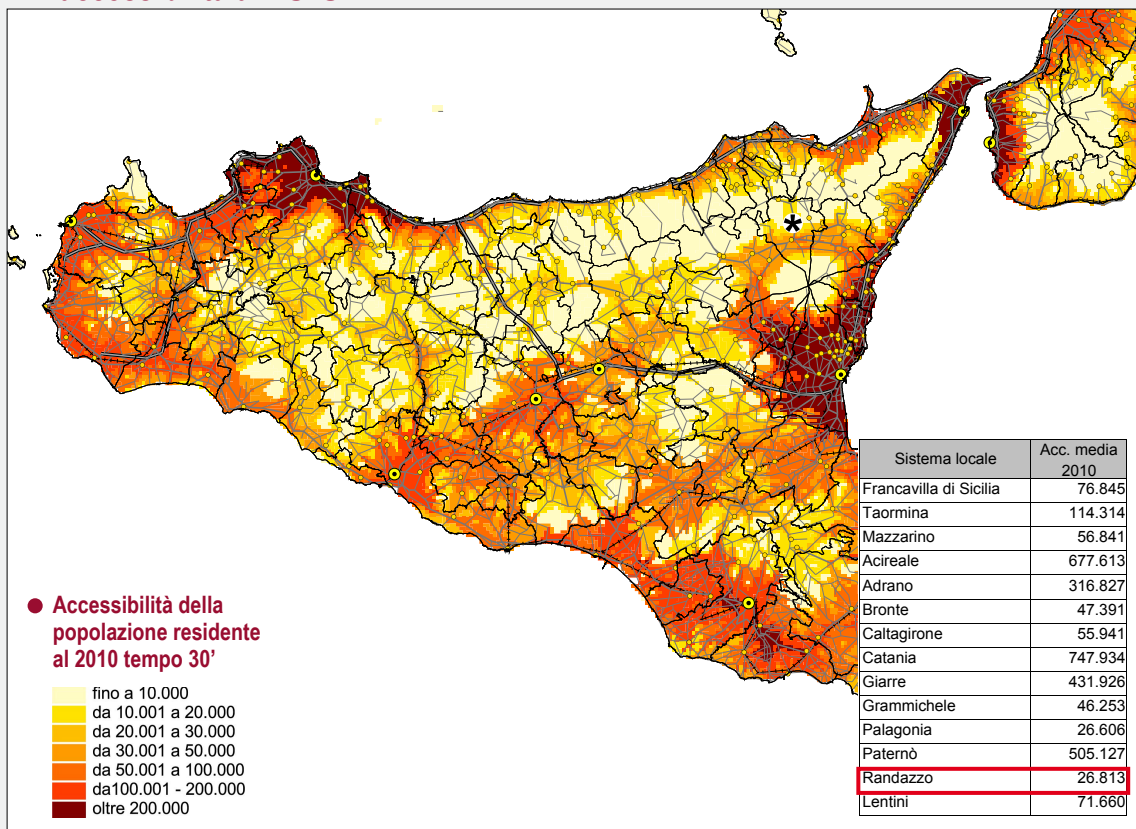 *
Sistema locale Acc. media 2010
Francavilla di Sicilia 76.845
Taormina 114.314
Mazzarino 56.841
Acireale 677.613
Adrano 316.827
Bronte 47.391
Caltagirone 55.941
Catania 747.934
Giarre 431.926
Grammichele 46.253
Palagonia 26.606
Paternò 505.127
Randazzo 26.813
Lentini 71.660
● Accessibilità della
popolazione residente
al 2010 tempo 30’
fino a 10.000
da 10.001 a 20.000
da 20.001 a 30.000
da 30.001 a 50.000
da 50.001 a 100.000
da100.001 - 200.000
oltre 200.000